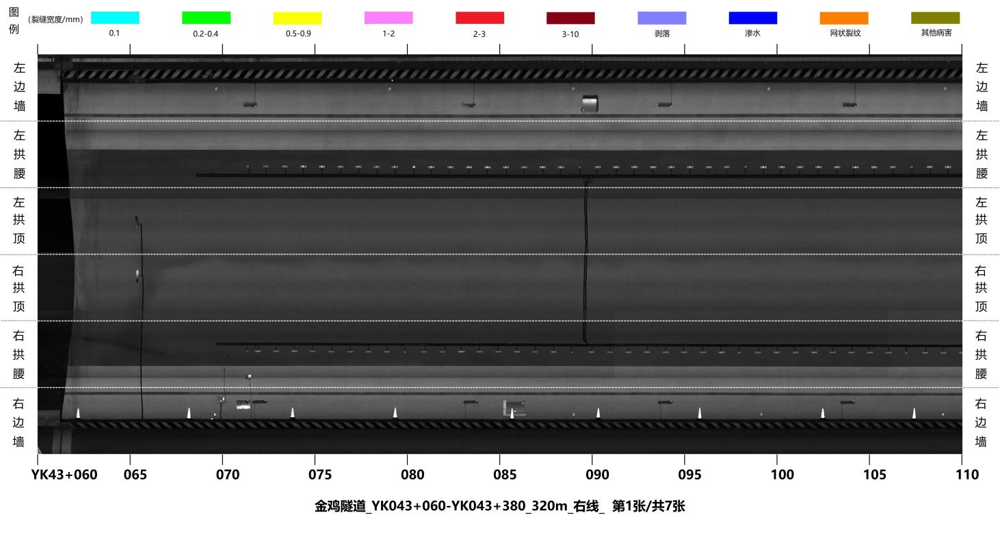 图例 (裂缝宽度/mm)
0.1 0.2-0.4 0.5-0.9 1-2 2-3 3-10 剥落 渗水 网状裂纹 其他病害
左边墙 左边墙
左拱腰 左拱腰
左拱顶 左拱顶
右拱顶 右拱顶
右拱腰 右拱腰
右边墙 右边墙
YK43+060 065 070 075 080 085 090 095 100 105 110
金鸡隧道_YK043+060-YK043+380_320m_右线_ 第1张/共7张